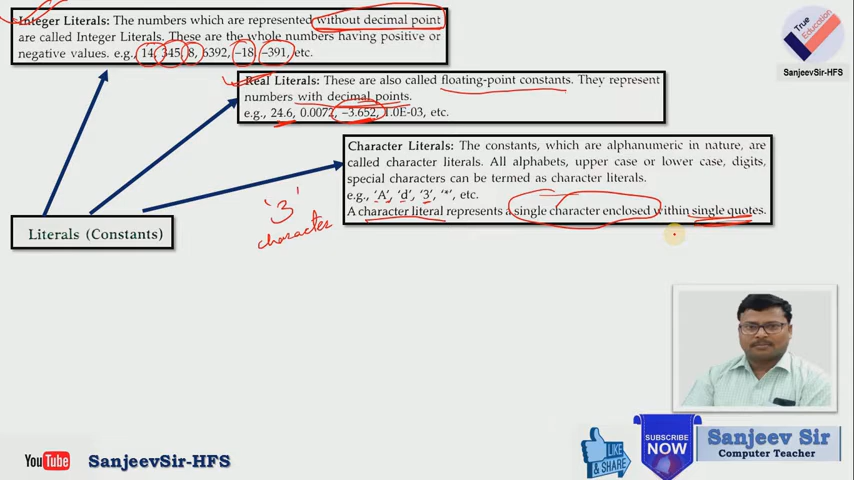 Integer Literals: The numbers which are represented without decimal point
are called Integer Literals. These are the whole numbers having positive or
negative values. e.g., 14, 345, 8, 6392, −18, −391, etc.
True
Education
SanjeevSir-HFS
Real Literals: These are also called floating-point constants. They represent
numbers with decimal points.
e.g., 24.6, 0.0072, −3.652, 1.0E-03, etc.
Character Literals: The constants, which are alphanumeric in nature, are
called character literals. All alphabets, upper case or lower case, digits,
special characters can be termed as character literals.
e.g., 'A', 'd', '3', '*', etc.
A character literal represents a single character enclosed within single quotes.
'3'
character
Literals (Constants)
LIKE
& SHARE
SUBSCRIBE
NOW
Sanjeev Sir
Computer Teacher
YouTube
SanjeevSir-HFS